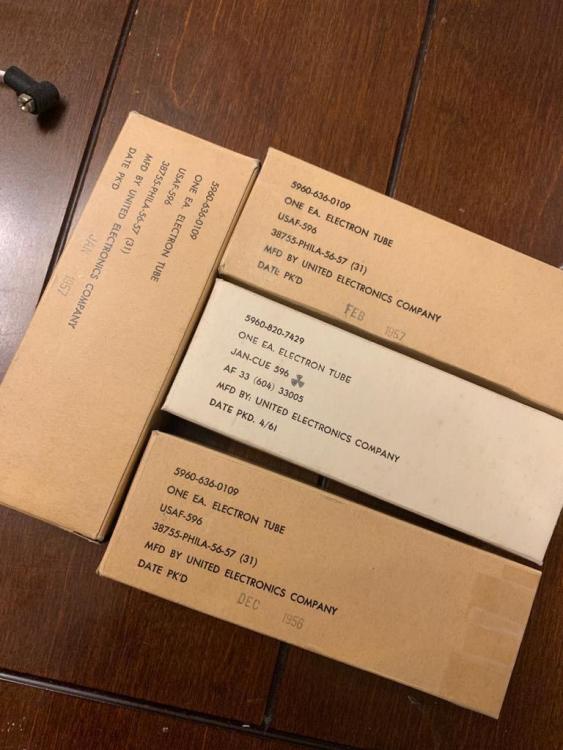 5960-636-0109
ONE EA. ELECTRON TUBE
USAF-596
38755-PHILA-56-57 (31)
MFD BY UNITED ELECTRONICS COMPANY
DATE PK'D
JAN 1957
5960-636-0109
ONE EA. ELECTRON TUBE
USAF-596
38755-PHILA-56-57 (31)
MFD BY UNITED ELECTRONICS COMPANY
DATE PK'D
FEB 1957
5960-820-7429
ONE EA. ELECTRON TUBE
JAN-CUE 596
AF 33 (604) 33005
MFD BY: UNITED ELECTRONICS COMPANY
DATE PKD. 4/61
5960-636-0109
ONE EA. ELECTRON TUBE
USAF-596
38755-PHILA-56-57 (31)
MFD BY UNITED ELECTRONICS COMPANY
DATE PK'D
DEC 1956